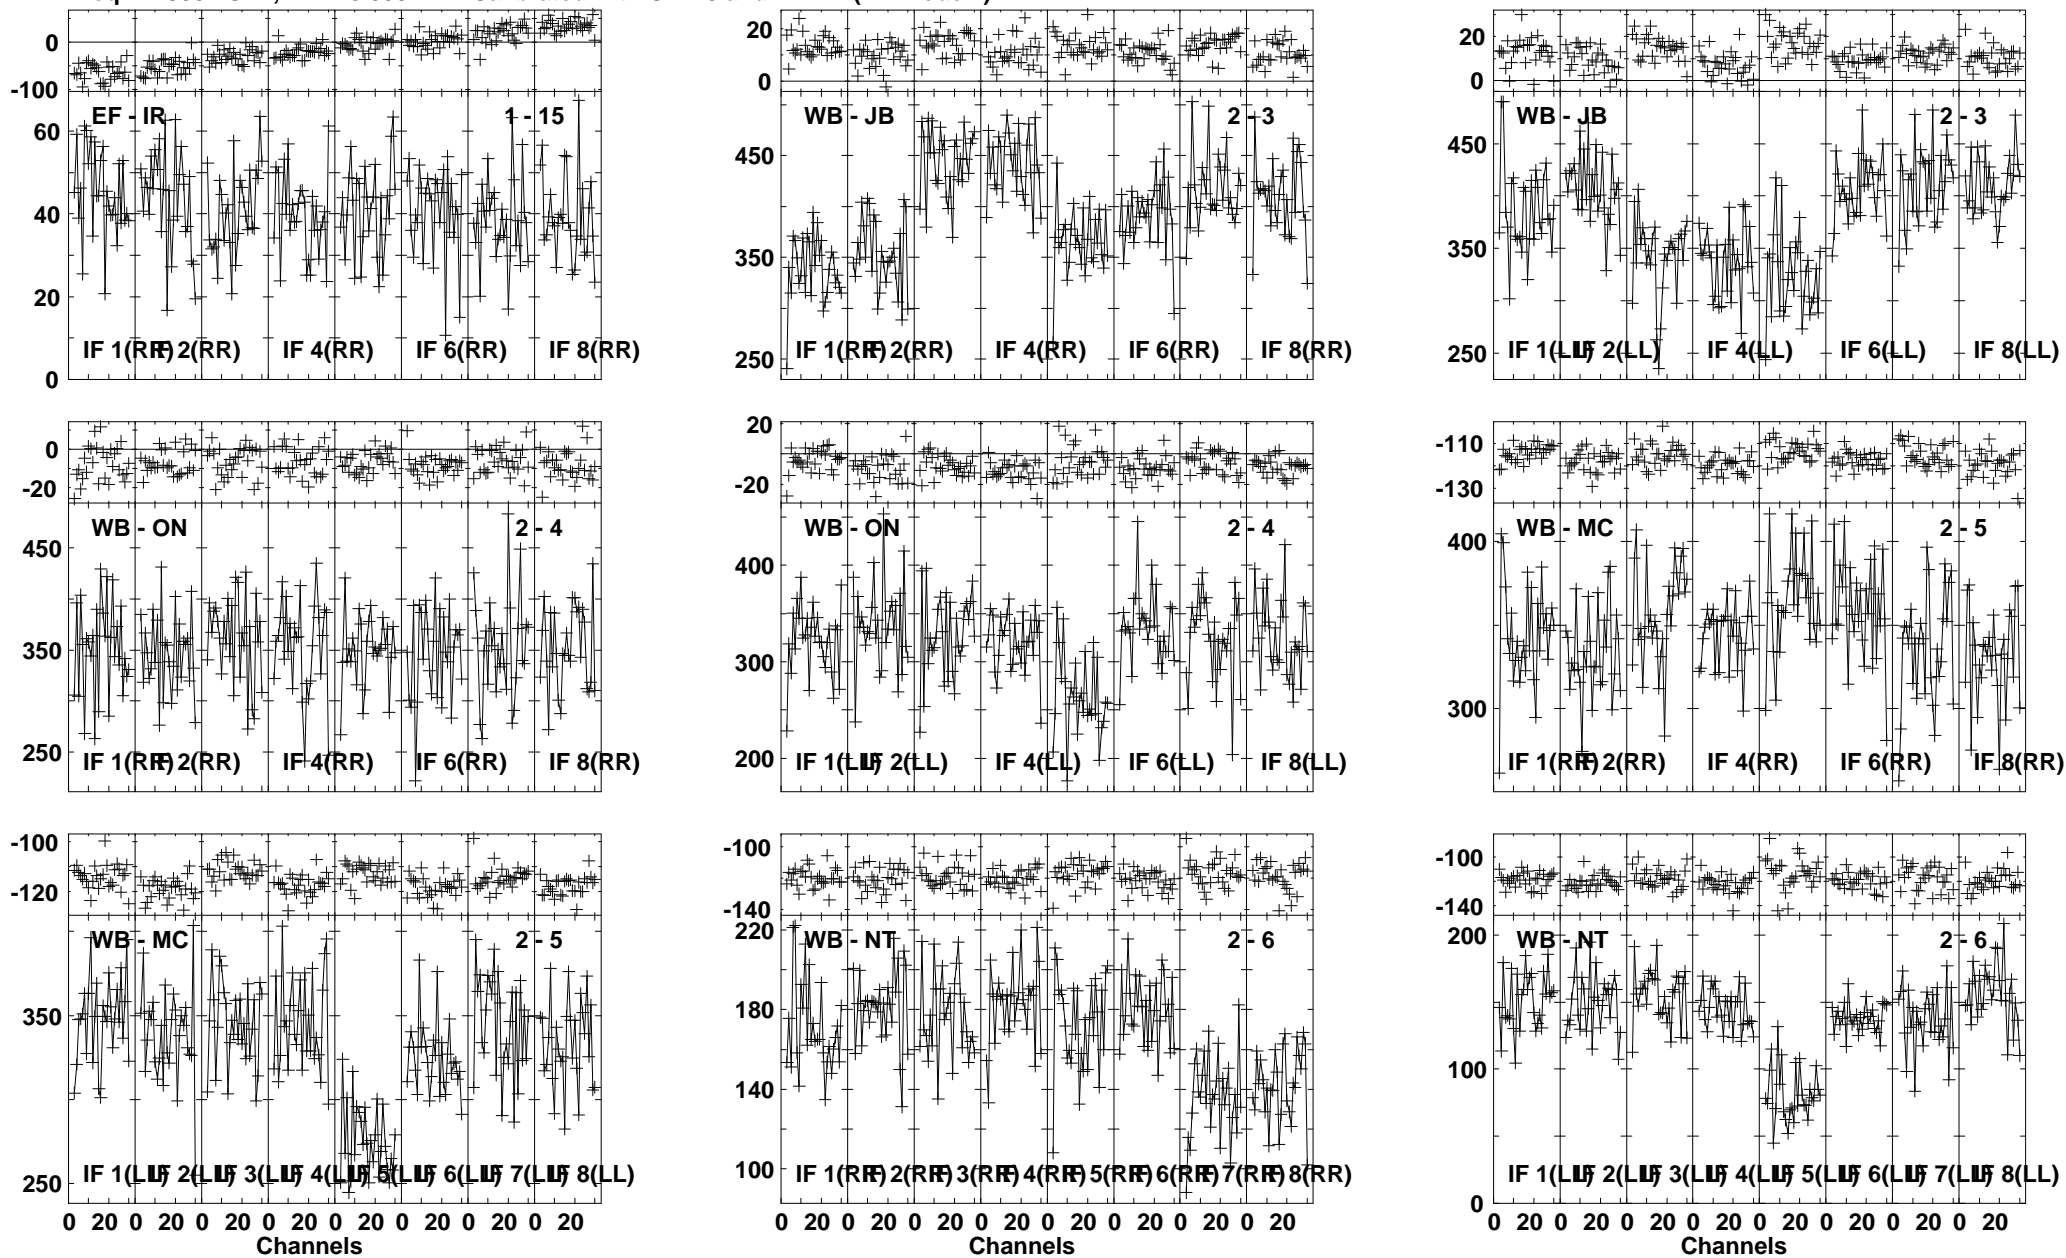 0
-100
EF - IR 1 - 15
60
40
20
0
IF 1(RR) IF 2(RR) IF 4(RR) IF 6(RR) IF 8(RR)
20
0
WB - JB 2 - 3
450
350
250
IF 1(RR) IF 2(RR) IF 4(RR) IF 6(RR) IF 8(RR)
20
0
WB - JB 2 - 3
450
350
250
IF 1(LL) IF 2(LL) IF 4(LL) IF 6(LL) IF 8(LL)
0
-20
WB - ON 2 - 4
450
350
250
IF 1(RR) IF 2(RR) IF 4(RR) IF 6(RR) IF 8(RR)
20
0
-20
WB - ON 2 - 4
400
300
200
IF 1(LL) IF 2(LL) IF 4(LL) IF 6(LL) IF 8(LL)
-110
-130
WB - MC 2 - 5
400
300
IF 1(RR) IF 2(RR) IF 4(RR) IF 6(RR) IF 8(RR)
-100
-120
WB - MC 2 - 5
350
250
IF 1(LL) IF 2(LL) IF 3(LL) IF 4(LL) IF 5(LL) IF 6(LL) IF 7(LL) IF 8(LL)
0 20 0 20 0 20 0 20 0 20 0 20 0 20 0 20
Channels
-100
-140
WB - NT 2 - 6
220
180
140
100
IF 1(RR) IF 2(RR) IF 3(RR) IF 4(RR) IF 5(RR) IF 6(RR) IF 7(RR) IF 8(RR)
0 20 0 20 0 20 0 20 0 20 0 20 0 20 0 20
Channels
-100
-140
WB - NT 2 - 6
200
100
0
IF 1(LL) IF 2(LL) IF 3(LL) IF 4(LL) IF 5(LL) IF 6(LL) IF 7(LL) IF 8(LL)
0 20 0 20 0 20 0 20 0 20 0 20 0 20 0 20
Channels